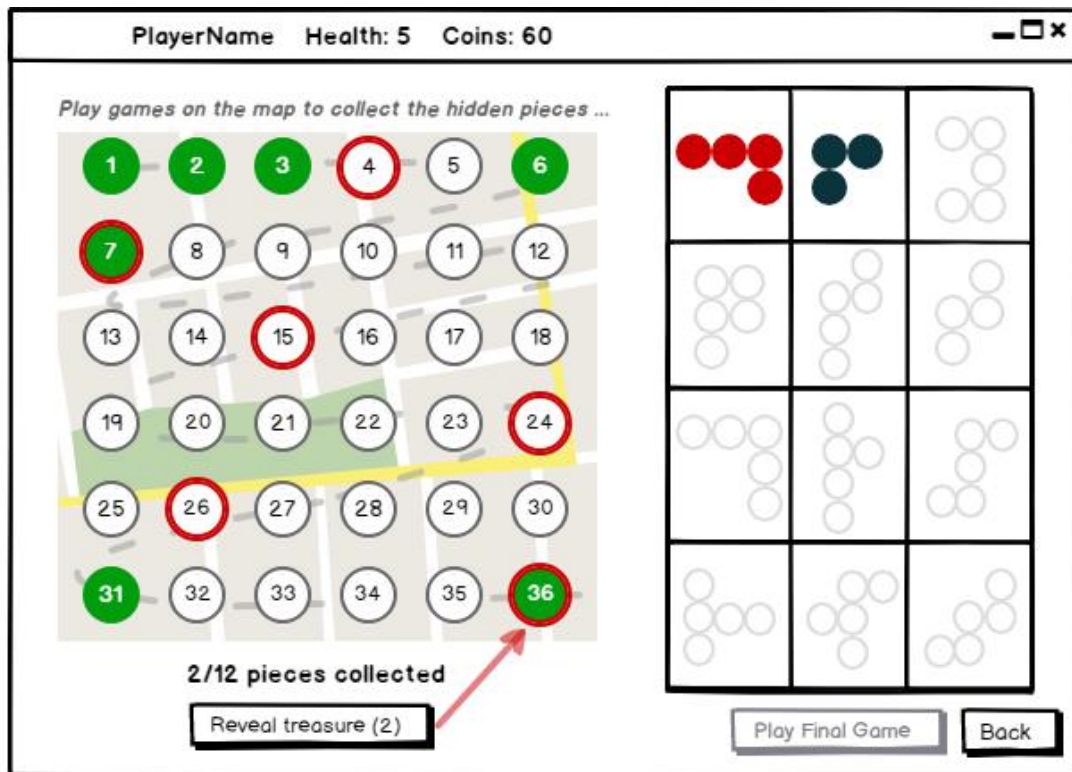 PlayerName Health: 5 Coins: 60
Play games on the map to collect the hidden pieces ...
1 2 3 4 5 6
7 8 9 10 11 12
13 14 15 16 17 18
19 20 21 22 23 24
25 26 27 28 29 30
31 32 33 34 35 36
2/12 pieces collected
Reveal treasure (2)
Play Final Game
Back